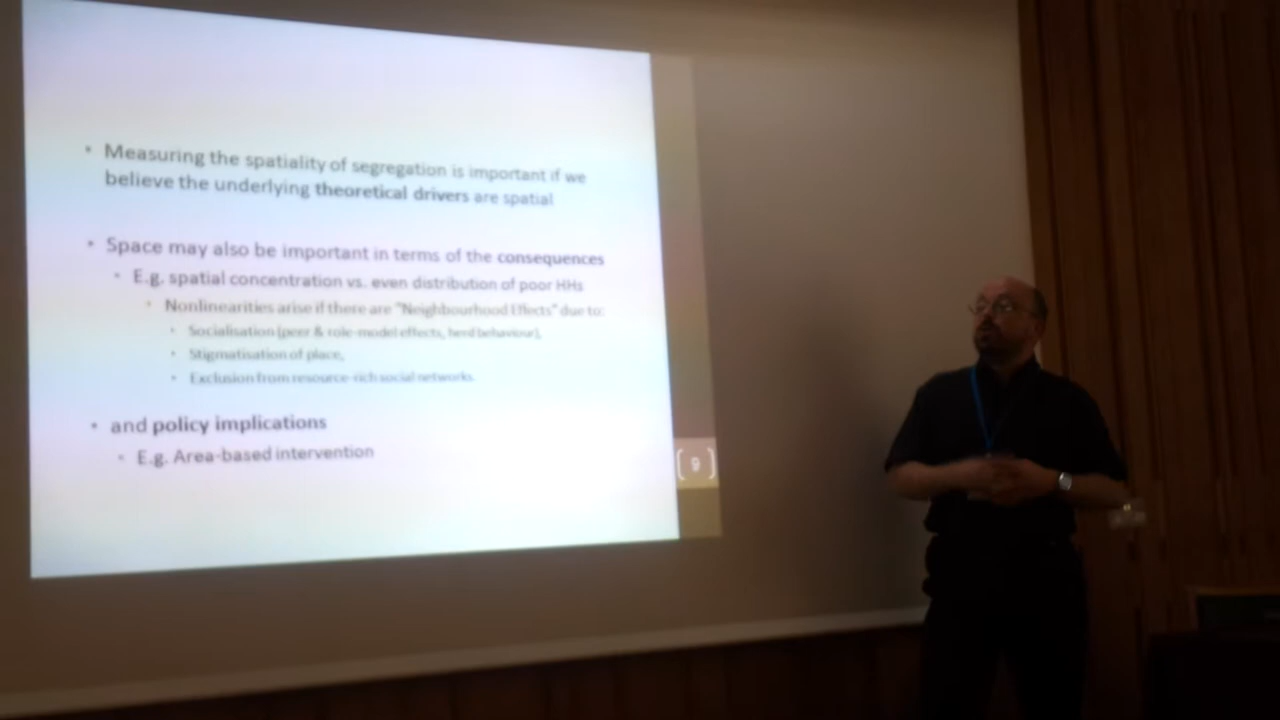 • Measuring the spatiality of segregation is important if we
believe the underlying theoretical drivers are spatial
• Space may also be important in terms of the consequences
• E.g. spatial concentration vs. even distribution of poor HHs
• Nonlinearities arise if there are "Neighbourhood Effects" due to:
• Socialisation (peer & role-model effects, herd behaviour),
• Stigmatisation of place,
• Exclusion from resource-rich social networks.
• and policy implications
• E.g. Area-based intervention
[ 9 ]